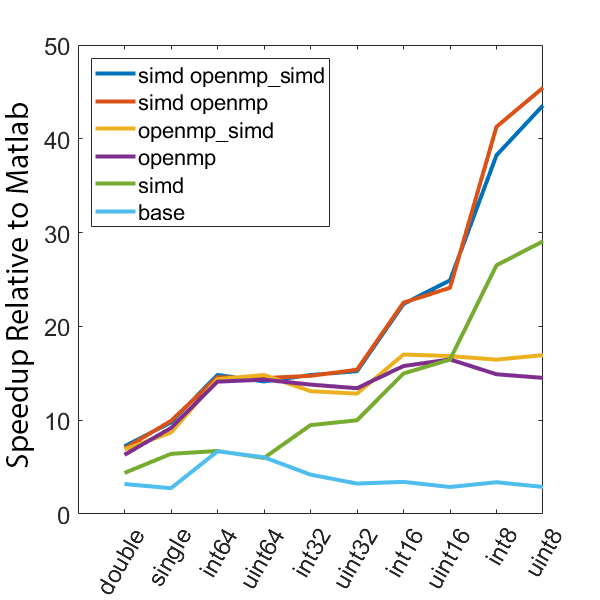 Speedup Relative to Matlab
50
40
30
20
10
0
simd openmp_simd
simd openmp
openmp_simd
openmp
simd
base
double
single
int64
uint64
int32
uint32
int16
uint16
int8
uint8